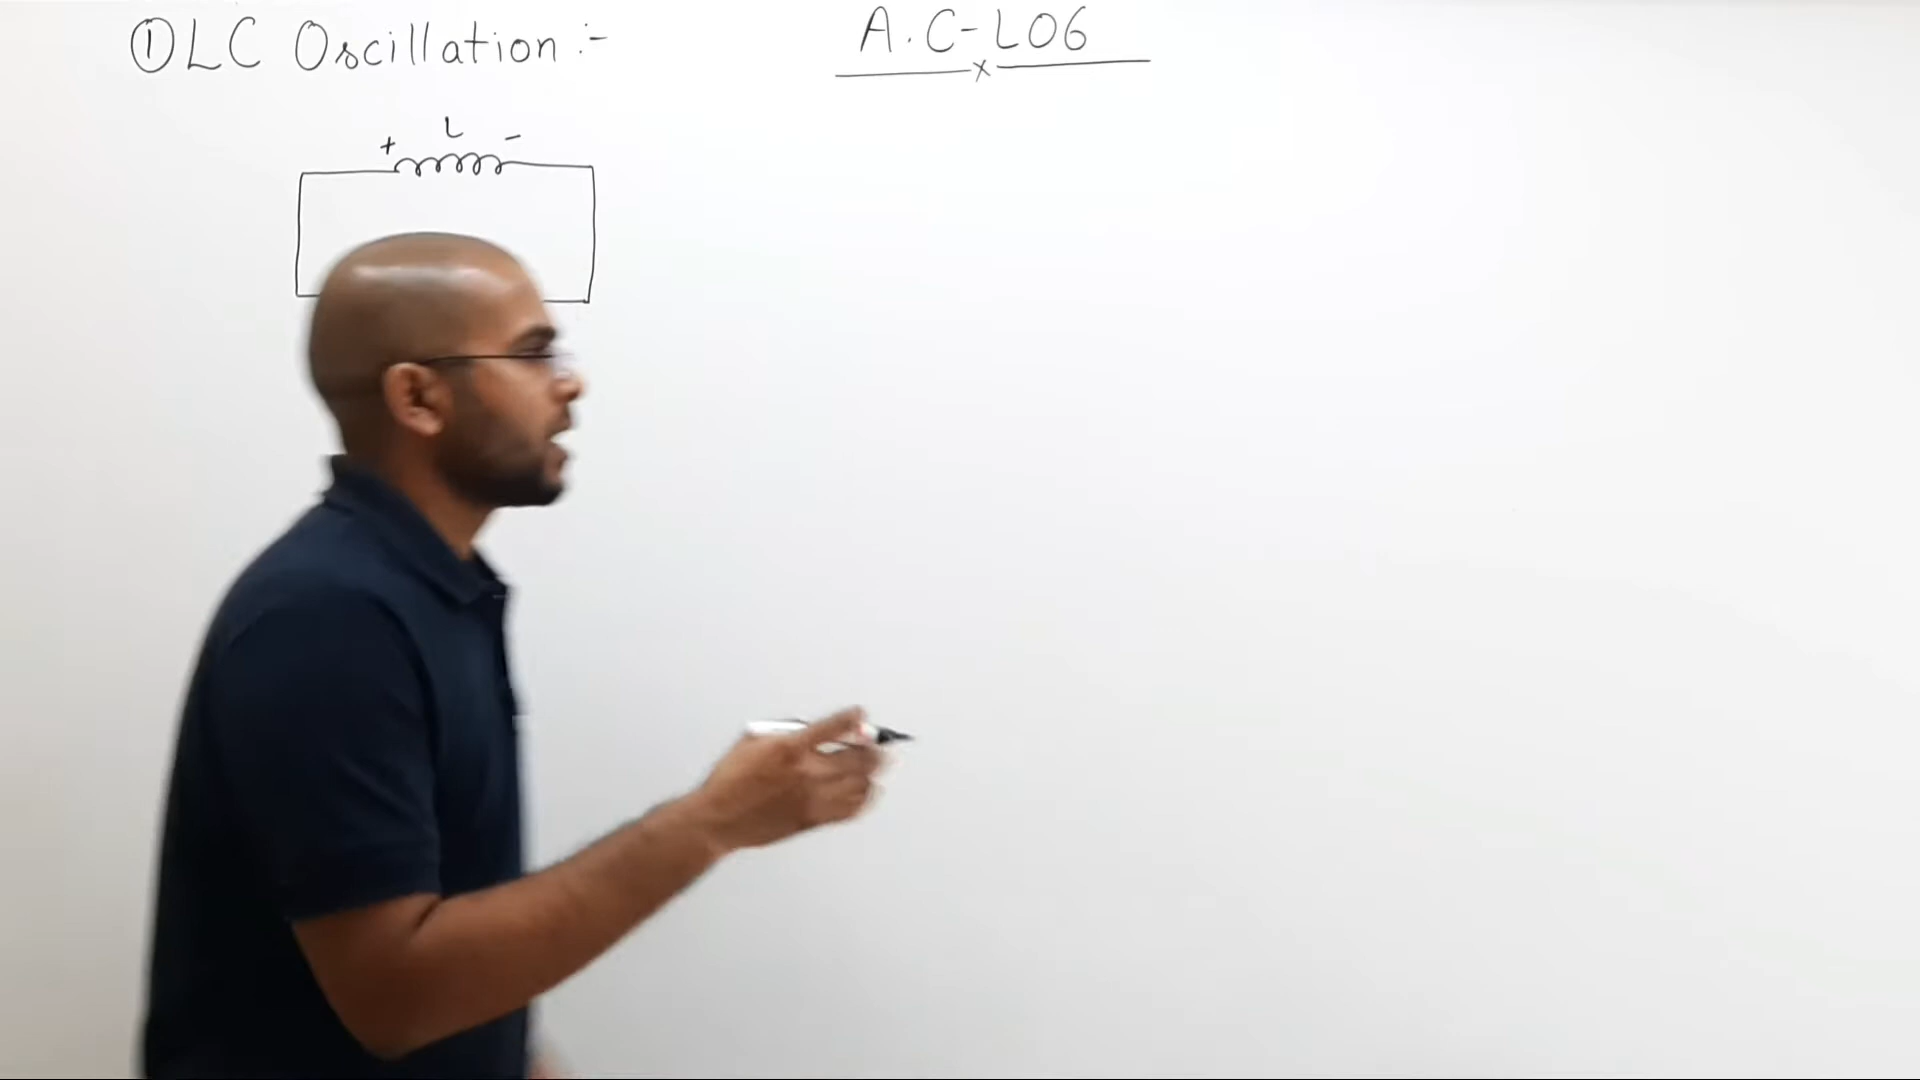 ① LC Oscillation :-
A.C-L06
x
L
+ -